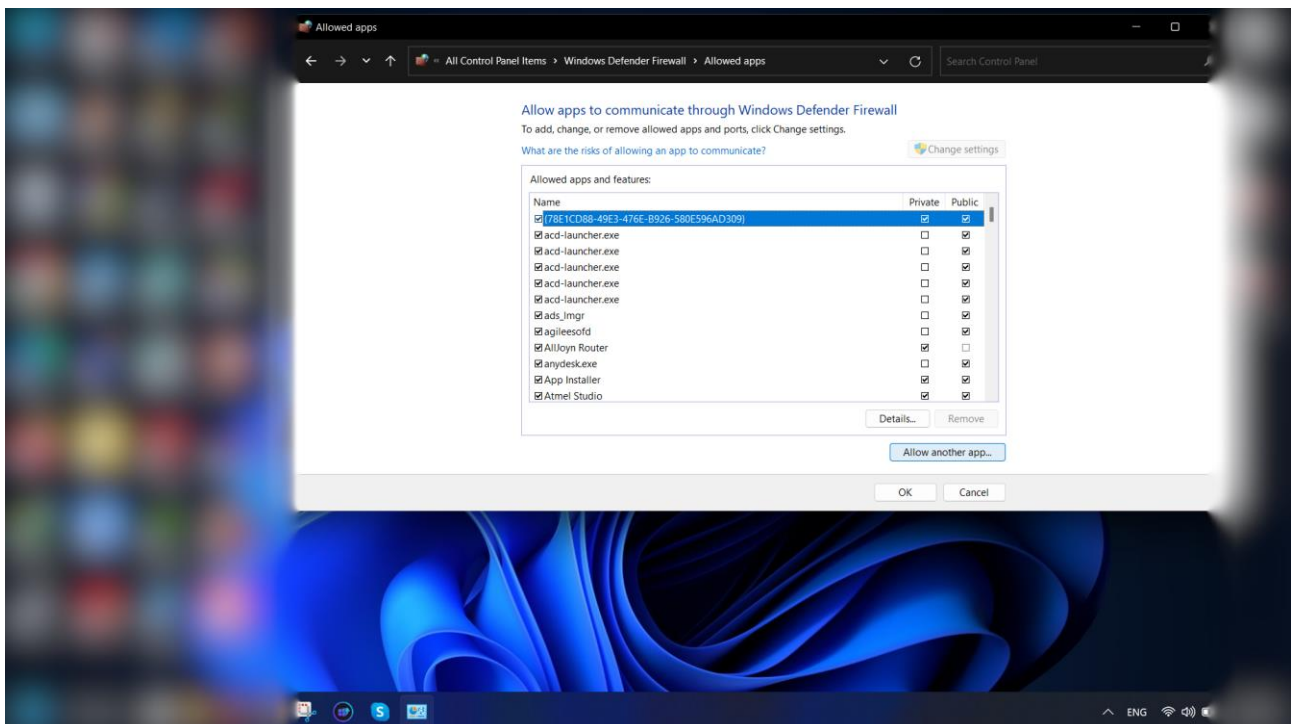 Allowed apps
« All Control Panel Items › Windows Defender Firewall › Allowed apps
Search Control Panel
Allow apps to communicate through Windows Defender Firewall
To add, change, or remove allowed apps and ports, click Change settings.
What are the risks of allowing an app to communicate?
Change settings
Allowed apps and features:
Name Private Public
{78E1CD88-49E3-476E-B926-580E596AD309}
acd-launcher.exe
acd-launcher.exe
acd-launcher.exe
acd-launcher.exe
acd-launcher.exe
ads_lmgr
agileesofd
AllJoyn Router
anydesk.exe
App Installer
Atmel Studio
Details... Remove
Allow another app...
OK Cancel
S
ENG